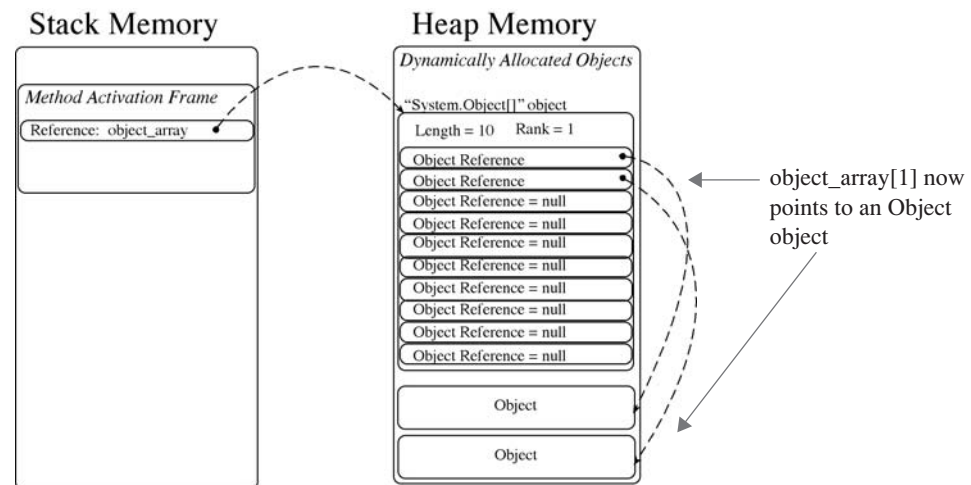 Stack Memory
Heap Memory
Method Activation Frame
Reference: object_array
Dynamically Allocated Objects
“System.Object[]” object
Length = 10 Rank = 1
Object Reference
Object Reference
Object Reference = null
Object Reference = null
Object Reference = null
Object Reference = null
Object Reference = null
Object Reference = null
Object Reference = null
Object Reference = null
Object
Object
object_array[1] now
points to an Object
object